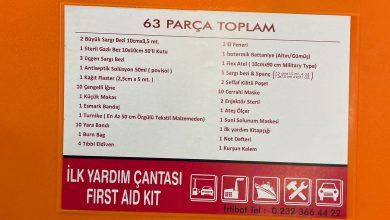 63 PARÇA TOPLAM
2 Büyük Sargı Bezi 10cmx3,5 mt.
1 Steril Gazlı Bez 10x10cm 50'li Kutu
3 üçgen Sargı Bezi
1 Antiseptik Solüsyon 50ml ( povisol )
1 Kağıt Flaster (2,5cm x 5 mt.)
10 Çengelli İğne
1 Küçük Makas
1 Esmark Bandaj
1 Turnike ( En Az 50 cm Örgülü Tekstil Malzemeden)
10 Yara Bandı
1 Burn Bag
4 Tıbbi Eldiven
1 El Feneri
1 Isotermik Battaniye (Altın/Gümüş)
1 Flex Atel ( 10cmx90 cm Military Type)
5 Sargı bezi & Spanç
2 Şeffaf Kilitli Poşet
10 Cerrahi Maske
2 Enjektör Steril
1 Ateş Ölçer
1 Suni Solunum Maskesi
1 İlk yardım Kitapçığı
1 Not Defteri
1 Kurşun Kalem
İLK YARDIM ÇANTASI
FIRST AID KIT
İrtibat Tel : 0 232 366 44 22